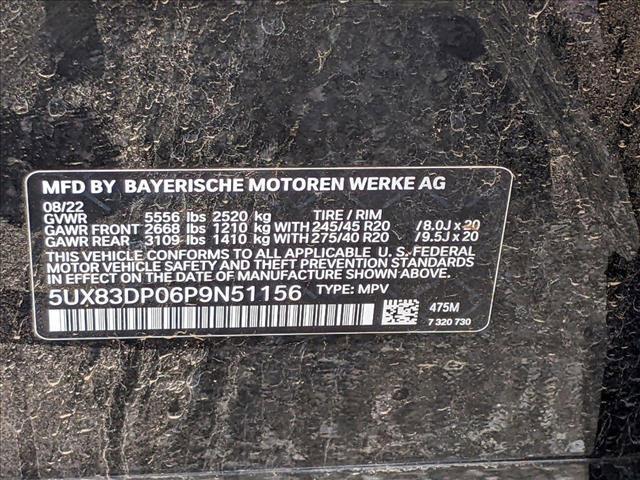 MFD BY BAYERISCHE MOTOREN WERKE AG
08/22
GVWR 5556 lbs 2520 kg TIRE / RIM
GAWR FRONT 2668 lbs 1210 kg WITH 245/45 R20 /8.0J x 20
GAWR REAR 3109 lbs 1410 kg WITH 275/40 R20 /9.5J x 20
THIS VEHICLE CONFORMS TO ALL APPLICABLE U. S. FEDERAL
MOTOR VEHICLE SAFETY AND THEFT PREVENTION STANDARDS
IN EFFECT ON THE DATE OF MANUFACTURE SHOWN ABOVE.
5UX83DP06P9N51156 TYPE: MPV
475M
7 320 730